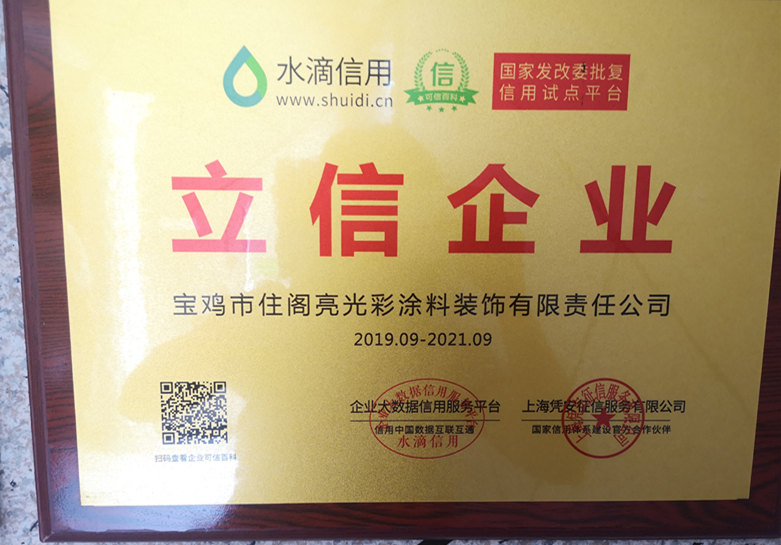 水滴信用
www.shuidi.cn
信
可信百科
国家发改委批复
信用试点平台
立信企业
宝鸡市住阁亮光彩涂料装饰有限责任公司
2019.09-2021.09
扫码查看企业可信百科
企业大数据信用服务平台
信用中国数据互联互通
水滴信用
上海凭安征信服务有限公司
国家信用体系建设官方合作伙伴